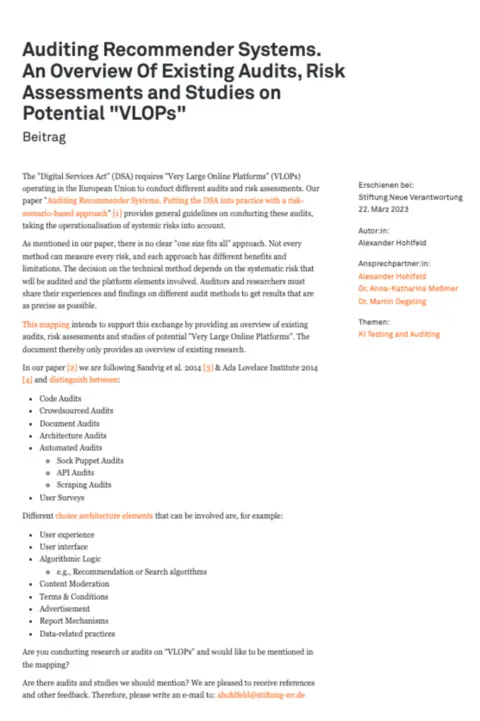 Auditing Recommender Systems.
An Overview Of Existing Audits, Risk
Assessments and Studies on
Potential "VLOPs"
Beitrag
The "Digital Services Act" (DSA) requires "Very Large Online Platforms" (VLOPs)
operating in the European Union to conduct different audits and risk assessments. Our
paper "Auditing Recommender Systems. Putting the DSA into practice with a risk-
scenario-based approach" [1] provides general guidelines on conducting these audits,
taking the operationalisation of systemic risks into account.
As mentioned in our paper, there is no clear "one size fits all" approach. Not every
method can measure every risk, and each approach has different benefits and
limitations. The decision on the technical method depends on the systematic risk that
will be audited and the platform elements involved. Auditors and researchers must
share their experiences and findings on different audit methods to get results that are
as precise as possible.
This mapping intends to support this exchange by providing an overview of existing
audits, risk assessments and studies of potential "Very Large Online Platforms". The
document thereby only provides an overview of existing research.
In our paper [2] we are following Sandvig et al. 2014 [3] & Ada Lovelace Institute 2014
[4] and distinguish between:
• Code Audits
• Crowdsourced Audits
• Document Audits
• Architecture Audits
• Automated Audits
• Sock Puppet Audits
• API Audits
• Scraping Audits
• User Surveys
Different choice architecture elements that can be involved are, for example:
• User experience
• User interface
• Algorithmic Logic
• e.g., Recommendation or Search algorithms
• Content Moderation
• Terms & Conditions
• Advertisement
• Report Mechanisms
• Data-related practices
Are you conducting research or audits on "VLOPs" and would like to be mentioned in
the mapping?
Are there audits and studies we should mention? We are pleased to receive references
and other feedback. Therefore, please write an e-mail to: ahohlfeld@stiftung-nv.de
Erschienen bei:
Stiftung Neue Verantwortung
22. März 2023
Autor:in:
Alexander Hohlfeld
Ansprechpartner:in:
Alexander Hohlfeld
Dr. Anna-Katharina Meßmer
Dr. Martin Degeling
Themen:
KI Testing and Auditing